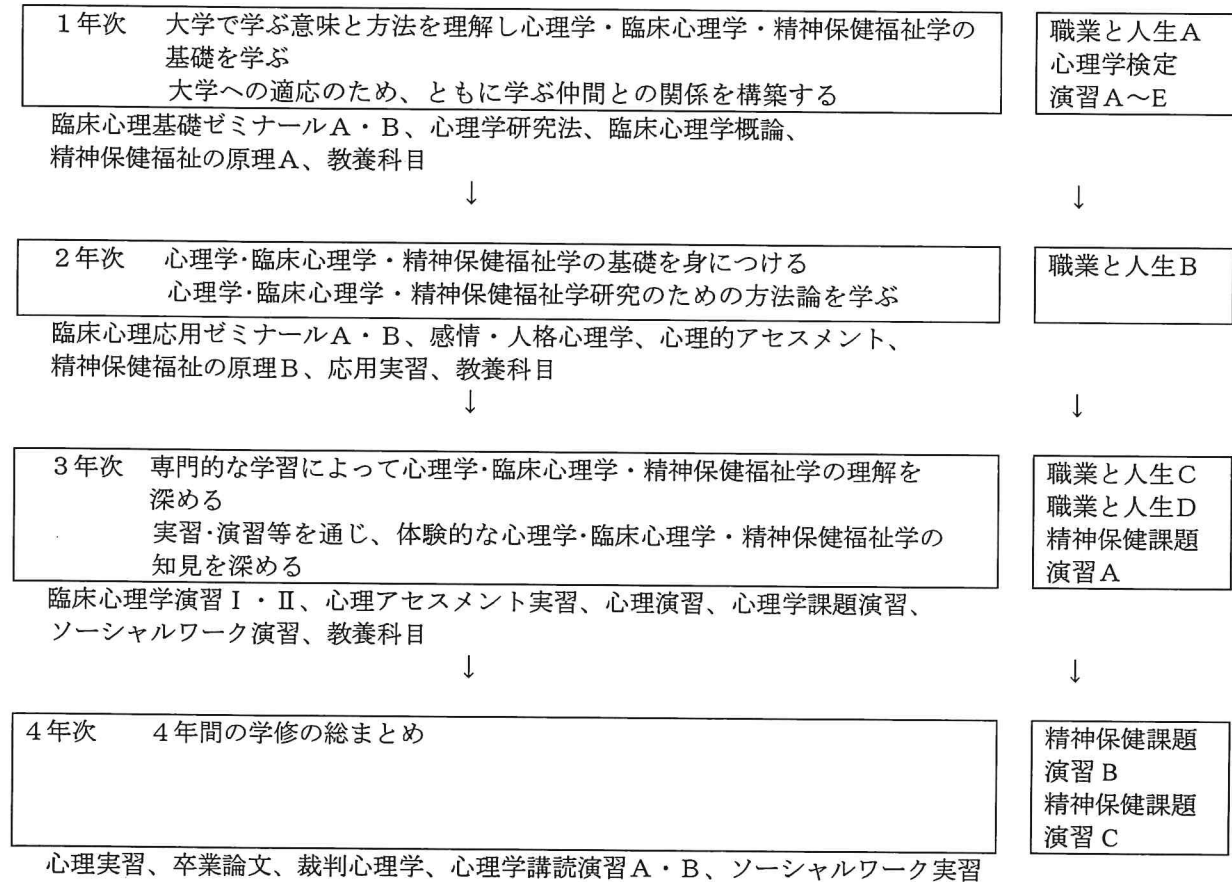 1年次 大学で学ぶ意味と方法を理解し心理学・臨床心理学・精神保健福祉学の
基礎を学ぶ
大学への適応のため、ともに学ぶ仲間との関係を構築する
職業と人生A
心理学検定
演習A～E
臨床心理基礎ゼミナールA・B、心理学研究法、臨床心理学概論、
精神保健福祉の原理A、教養科目
↓
↓
2年次 心理学・臨床心理学・精神保健福祉学の基礎を身につける
心理学・臨床心理学・精神保健福祉学研究のための方法論を学ぶ
職業と人生B
臨床心理応用ゼミナールA・B、感情・人格心理学、心理的アセスメント、
精神保健福祉の原理B、応用実習、教養科目
↓
↓
3年次 専門的な学習によって心理学・臨床心理学・精神保健福祉学の理解を
深める
実習・演習等を通じ、体験的な心理学・臨床心理学・精神保健福祉学の
知見を深める
職業と人生C
職業と人生D
精神保健課題
演習A
臨床心理学演習Ⅰ・Ⅱ、心理アセスメント実習、心理演習、心理学課題演習、
ソーシャルワーク演習、教養科目
↓
↓
4年次 4年間の学修の総まとめ
精神保健課題
演習B
精神保健課題
演習C
心理実習、卒業論文、裁判心理学、心理学講読演習A・B、ソーシャルワーク実習